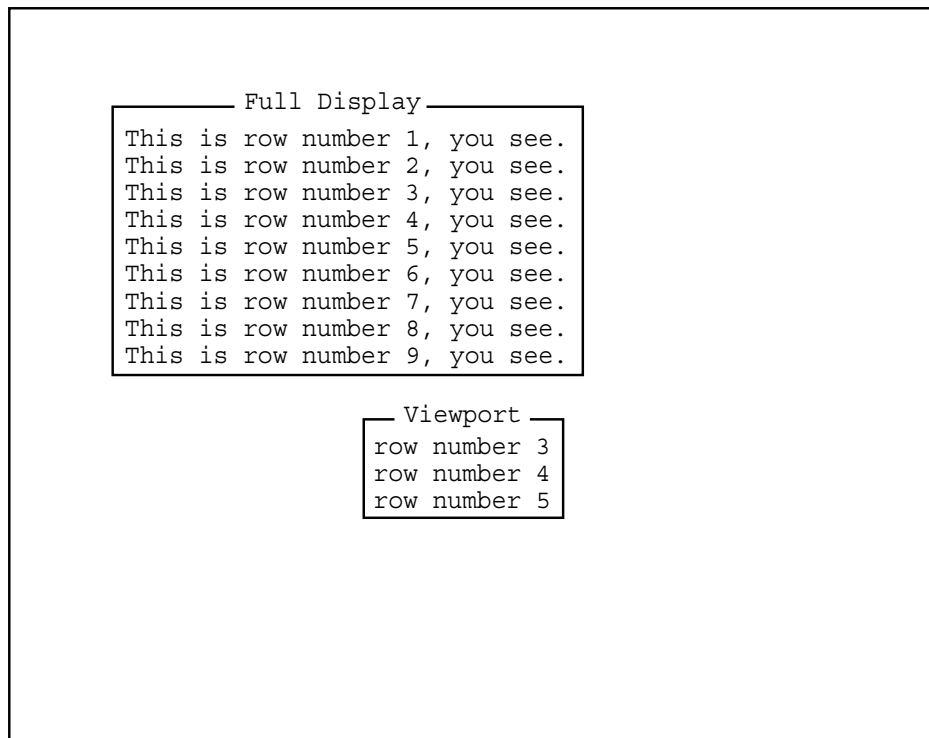 Full Display
This is row number 1, you see.
This is row number 2, you see.
This is row number 3, you see.
This is row number 4, you see.
This is row number 5, you see.
This is row number 6, you see.
This is row number 7, you see.
This is row number 8, you see.
This is row number 9, you see.
Viewport
row number 3
row number 4
row number 5